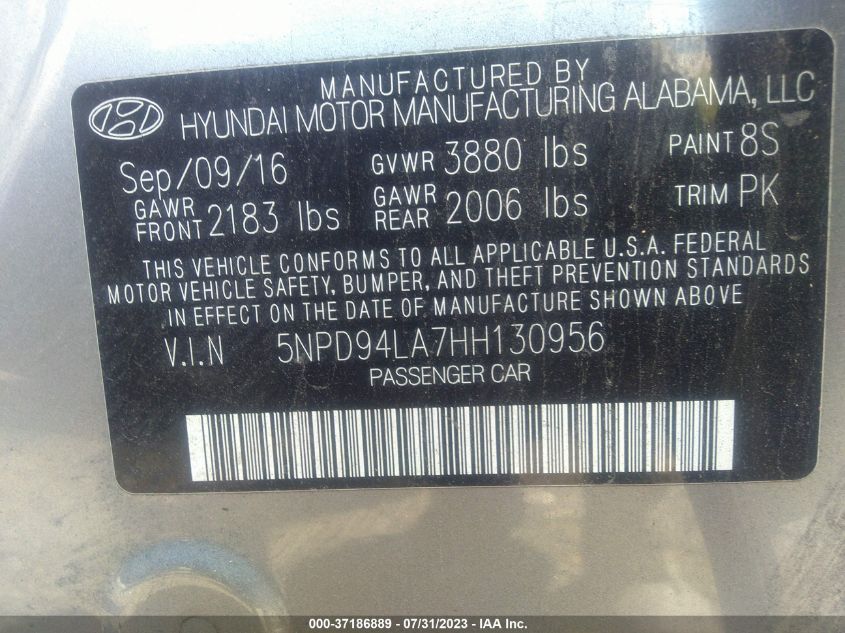 MANUFACTURED BY
HYUNDAI MOTOR MANUFACTURING ALABAMA, LLC
Sep/09/16 GVWR 3880 lbs PAINT 8S
GAWR FRONT 2183 lbs GAWR REAR 2006 lbs TRIM PK
THIS VEHICLE CONFORMS TO ALL APPLICABLE U.S.A. FEDERAL
MOTOR VEHICLE SAFETY, BUMPER, AND THEFT PREVENTION STANDARDS
IN EFFECT ON THE DATE OF MANUFACTURE SHOWN ABOVE
V.I.N 5NPD94LA7HH130956
PASSENGER CAR
000-37186889 / 07/31/2023 - IAA Inc.